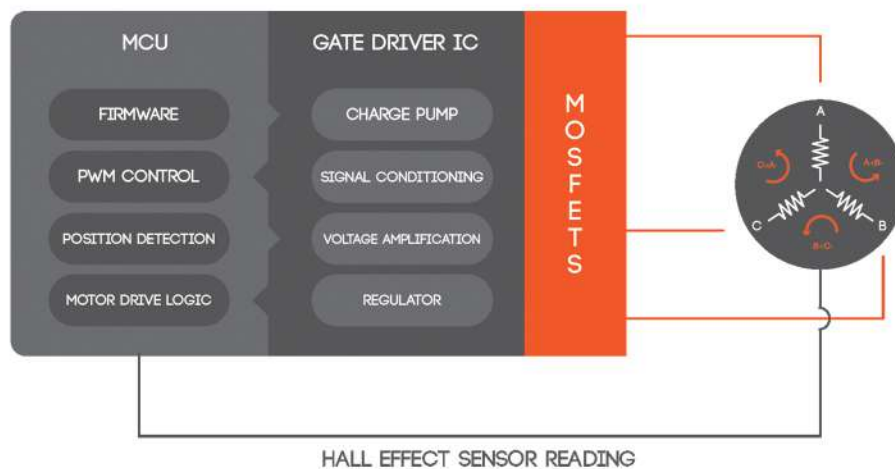 MCU
GATE DRIVER IC
FIRMWARE
CHARGE PUMP
PWM CONTROL
SIGNAL CONDITIONING
POSITION DETECTION
VOLTAGE AMPLIFICATION
MOTOR DRIVE LOGIC
REGULATOR
MOSFETS
A
C
B
HALL EFFECT SENSOR READING